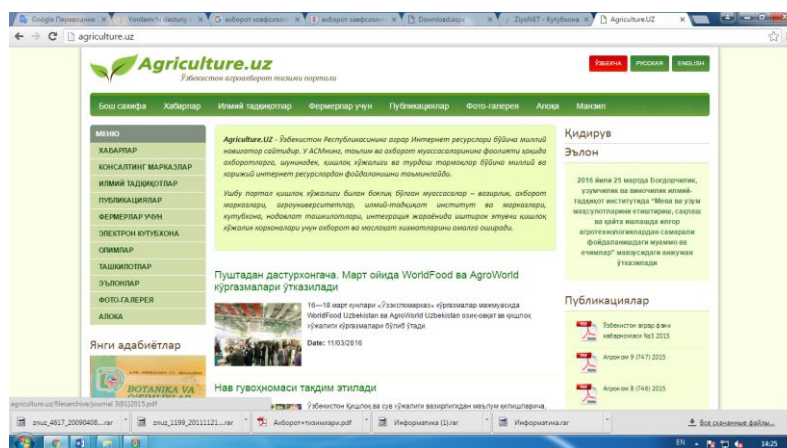 Google Переводчик
Yordamchi dasturiy -
ахборот хавфсизли
ахборот хавфсизли
Download.aspx
ZiyoNET - Кутубхона
Agriculture.UZ
agriculture.uz
Agriculture.uz
Ўзбекистон агроахборот тизими портали
ЎЗБЕКЧА РУССКАЯ ENGLISH
Бош сахифа Хабарлар Илмий тадқиқотлар Фермерлар учун Публикациялар Фото-галерея Алоқа Манзил
МЕНЮ
ХАБАРЛАР
КОНСАЛТИНГ МАРКАЗЛАР
ИЛМИЙ ТАДҚИҚОТЛАР
ПУБЛИКАЦИЯЛАР
ФЕРМЕРЛАР УЧУН
ЭЛЕКТРОН КУТУБХОНА
ОЛИМЛАР
ТАШКИЛОТЛАР
ЭЪЛОНЛАР
ФОТО-ГАЛЕРЕЯ
АЛОКА
Янги адабиётлар
BOTANIKA VA
Agriculture.UZ - Ўзбекистон Республикасининг аграр Интернет ресурслари бўйича миллий
навигатор сайтидир. У АСМнинг, таълим ва ахборот муассасаларининг фаолияти ҳақида
ахборотларга, шунингдек, қишлоқ хўжалиги ва турдош тармоқлар бўйича миллий ва
хорижий интернет ресурслардан фойдаланишни таъминлайди.
Ушбу портал қишлоқ хўжалиги билан боғлиқ бўлган муассасалар – вазирлик, ахборот
марказлари, агроуниверситетлар, илмий-тадқиқот институт ва марказлари,
кутубхона, нодавлат ташкилотлари, интеграция жараёнида иштирок этувчи қишлоқ
хўжалик корхоналари учун ахборот ва маслаҳат хизматларини амалга оширади.
Пуштадан дастурхонгача. Март ойида WorldFood ва AgroWorld
кўргазмалари ўтказилади
16—18 март кунлари «Ўзэкспомарказ» кўргазмалар мажмуасида
WorldFood Uzbekistan ва AgroWorld Uzbekistan озиқ-овқат ва қишлоқ
хўжалиги кўргазмалари бўлиб ўтади.
Date: 11/03/2016
Нав гувоҳномаси тақдим этилади
Ўзбекистон Қишлоқ ва сув хўжалиги вазирлигидан маълум қилишларича,
Қидирув
Эълон
2016 йили 25 мартда Боғдорчилик,
узумчилик ва виночилик илмий-
тадқиқот институтида "Мева ва узум
маҳсулотларини етиштириш, сақлаш
ва қайта ишлашда илғор
агротехнологиялардан самарали
фойдаланишдаги муаммо ва
ечимлар" мавзусидаги анжуман
ўтказилади
Публикациялар
Ўзбекистон аграр фани
хабарномаси №3 2015
Агроном 9 (747) 2015
Агроном 8 (746) 2015
agriculture.uz/filesarchive/journal 3(61)2015.pdf
znuz_4617_20090408....rar
znuz_1199_20111121....rar
Ахборот+тизимлари.pdf
Информатика (1).rar
Информатика.rar
Все скачанные файлы...
EN
14:25